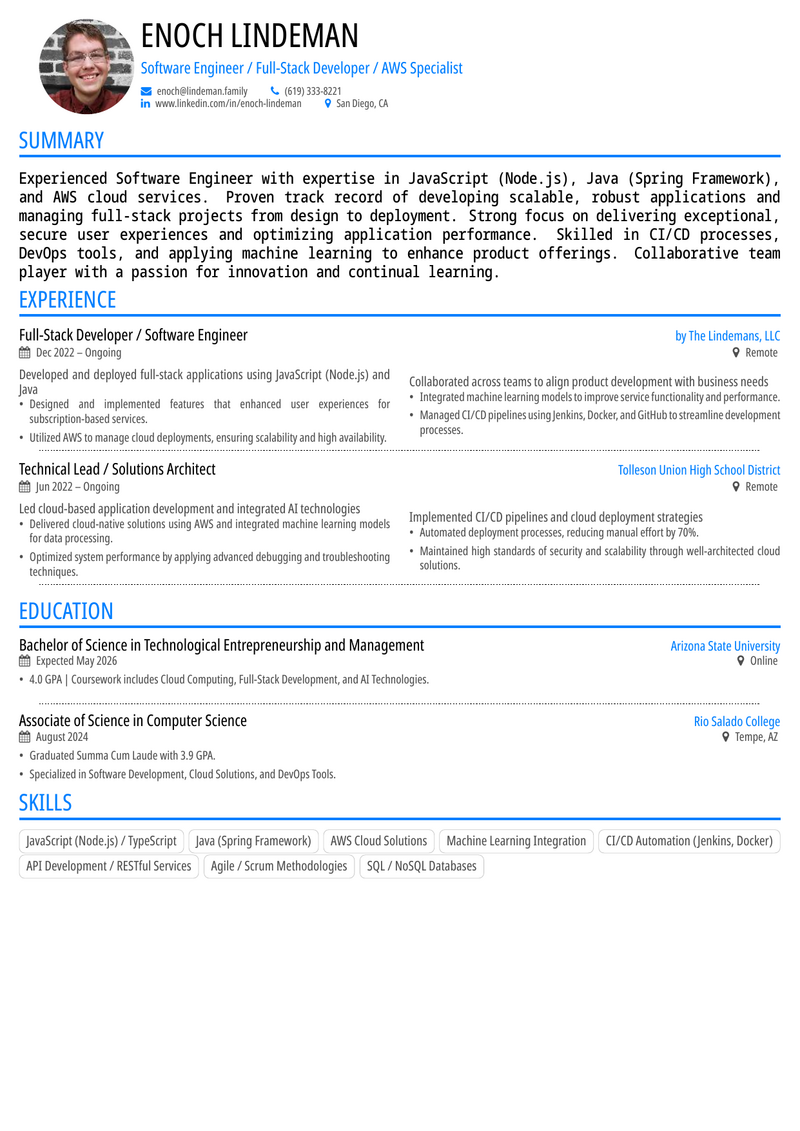 ENOCH LINDEMAN
Software Engineer / Full-Stack Developer / AWS Specialist
enoch@lindeman.family (619) 333-8221
www.linkedin.com/in/enoch-lindeman San Diego, CA
SUMMARY
Experienced Software Engineer with expertise in JavaScript (Node.js), Java (Spring Framework),
and AWS cloud services. Proven track record of developing scalable, robust applications and
managing full-stack projects from design to deployment. Strong focus on delivering exceptional,
secure user experiences and optimizing application performance. Skilled in CI/CD processes,
DevOps tools, and applying machine learning to enhance product offerings. Collaborative team
player with a passion for innovation and continual learning.
EXPERIENCE
Full-Stack Developer / Software Engineer by The Lindemans, LLC
Dec 2022 – Ongoing Remote
Developed and deployed full-stack applications using JavaScript (Node.js) and
Java
• Designed and implemented features that enhanced user experiences for
subscription-based services.
• Utilized AWS to manage cloud deployments, ensuring scalability and high availability.
Collaborated across teams to align product development with business needs
• Integrated machine learning models to improve service functionality and performance.
• Managed CI/CD pipelines using Jenkins, Docker, and GitHub to streamline development
processes.
Technical Lead / Solutions Architect Tolleson Union High School District
Jun 2022 – Ongoing Remote
Led cloud-based application development and integrated AI technologies
• Delivered cloud-native solutions using AWS and integrated machine learning models
for data processing.
• Optimized system performance by applying advanced debugging and troubleshooting
techniques.
Implemented CI/CD pipelines and cloud deployment strategies
• Automated deployment processes, reducing manual effort by 70%.
• Maintained high standards of security and scalability through well-architected cloud
solutions.
EDUCATION
Bachelor of Science in Technological Entrepreneurship and Management Arizona State University
Expected May 2026 Online
• 4.0 GPA | Coursework includes Cloud Computing, Full-Stack Development, and AI Technologies.
Associate of Science in Computer Science Rio Salado College
August 2024 Tempe, AZ
• Graduated Summa Cum Laude with 3.9 GPA.
• Specialized in Software Development, Cloud Solutions, and DevOps Tools.
SKILLS
JavaScript (Node.js) / TypeScript Java (Spring Framework) AWS Cloud Solutions Machine Learning Integration CI/CD Automation (Jenkins, Docker)
API Development / RESTful Services Agile / Scrum Methodologies SQL / NoSQL Databases